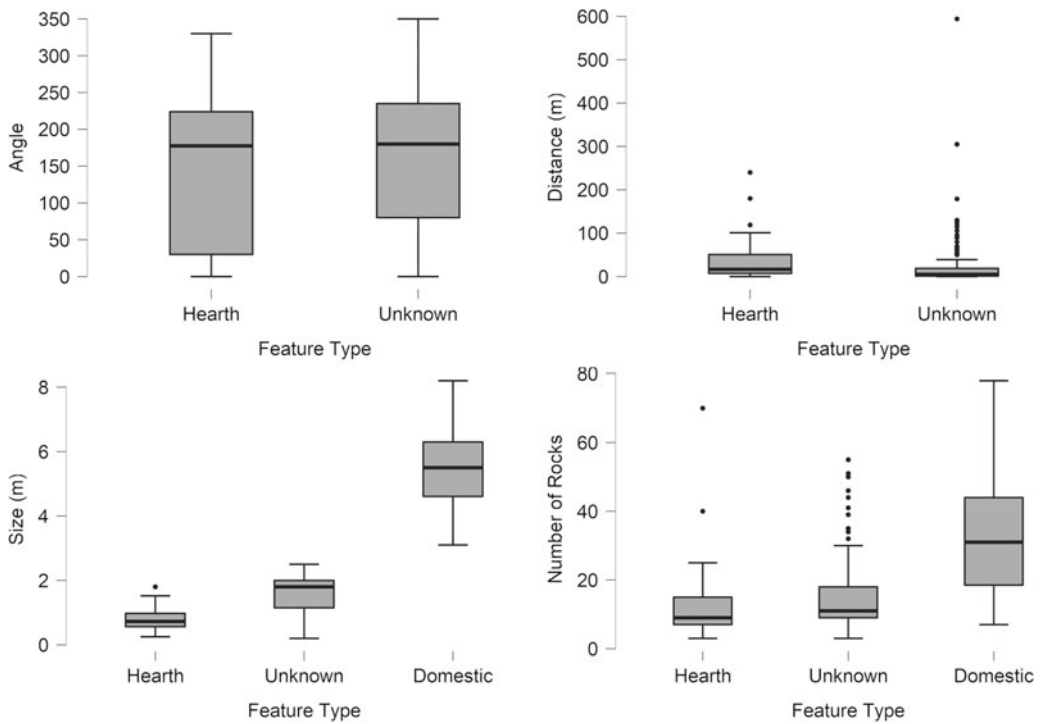 350
300
250
200
150
100
50
0
Angle
Hearth
Unknown
Feature Type
600
500
400
300
200
100
0
Distance (m)
Hearth
Unknown
Feature Type
8
6
4
2
0
Size (m)
Hearth
Unknown
Domestic
Feature Type
80
60
40
20
0
Number of Rocks
Hearth
Unknown
Domestic
Feature Type